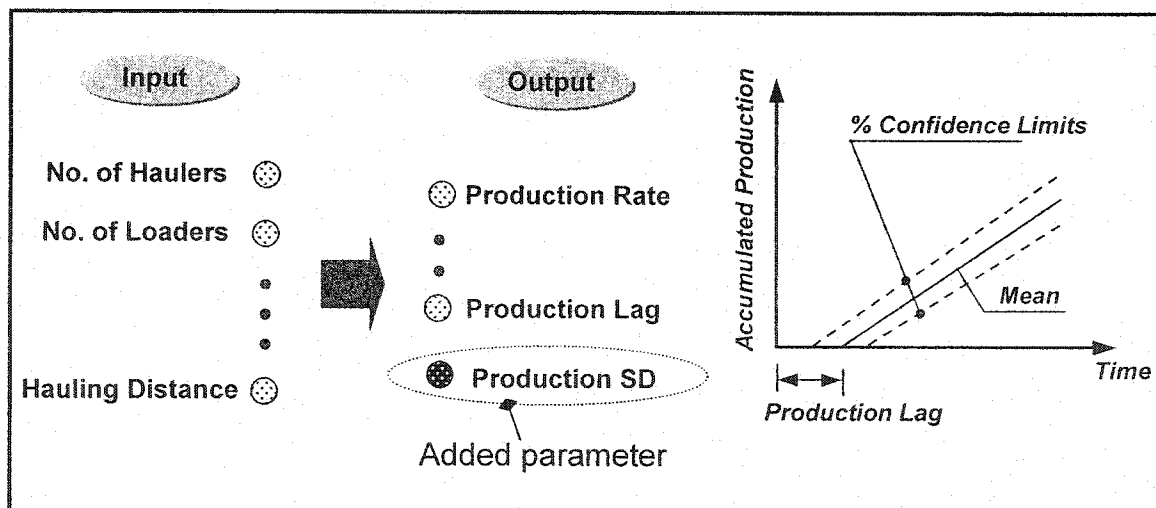 Input
Output
No. of Haulers
No. of Loaders
Hauling Distance
Production Rate
Production Lag
Production SD
Added parameter
Accumulated Production
% Confidence Limits
Mean
Time
Production Lag